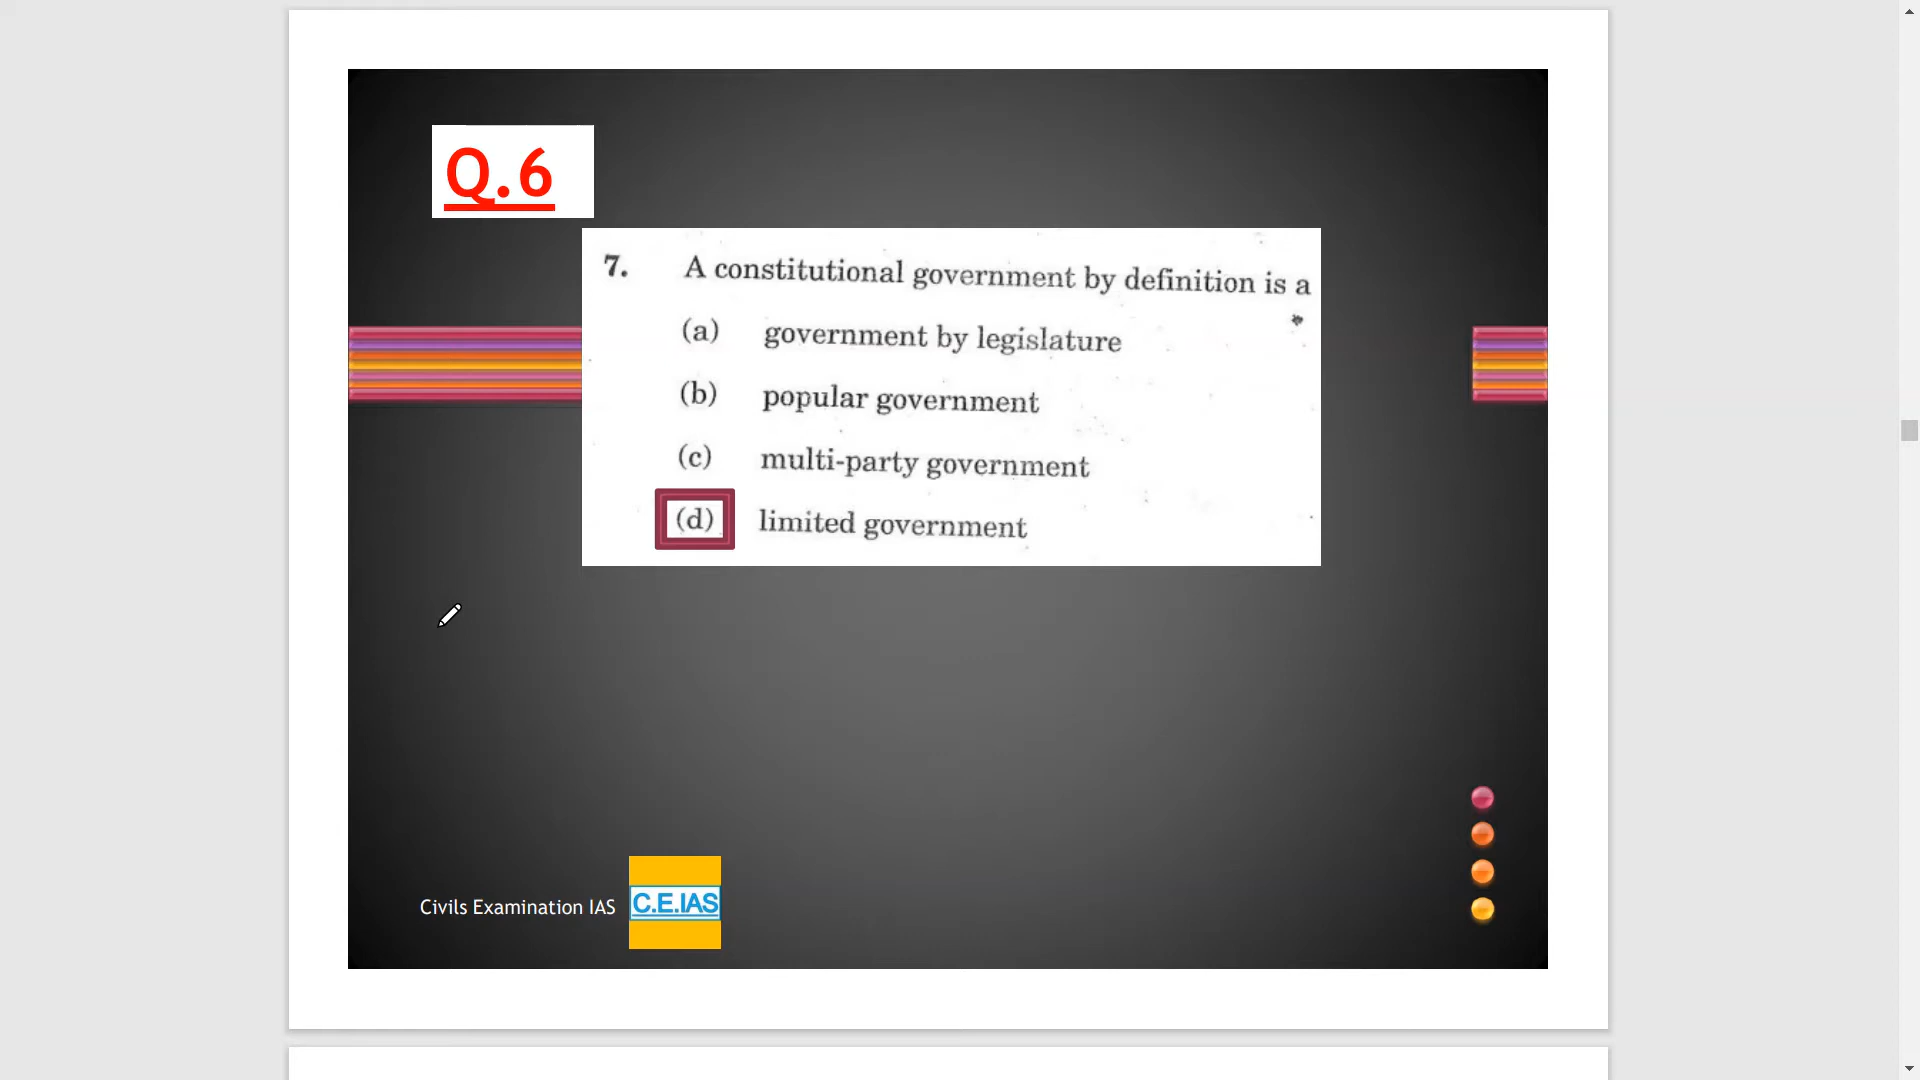 Q.6
7. A constitutional government by definition is a
(a) government by legislature
(b) popular government
(c) multi-party government
(d) limited government
Civils Examination IAS
C.E.IAS